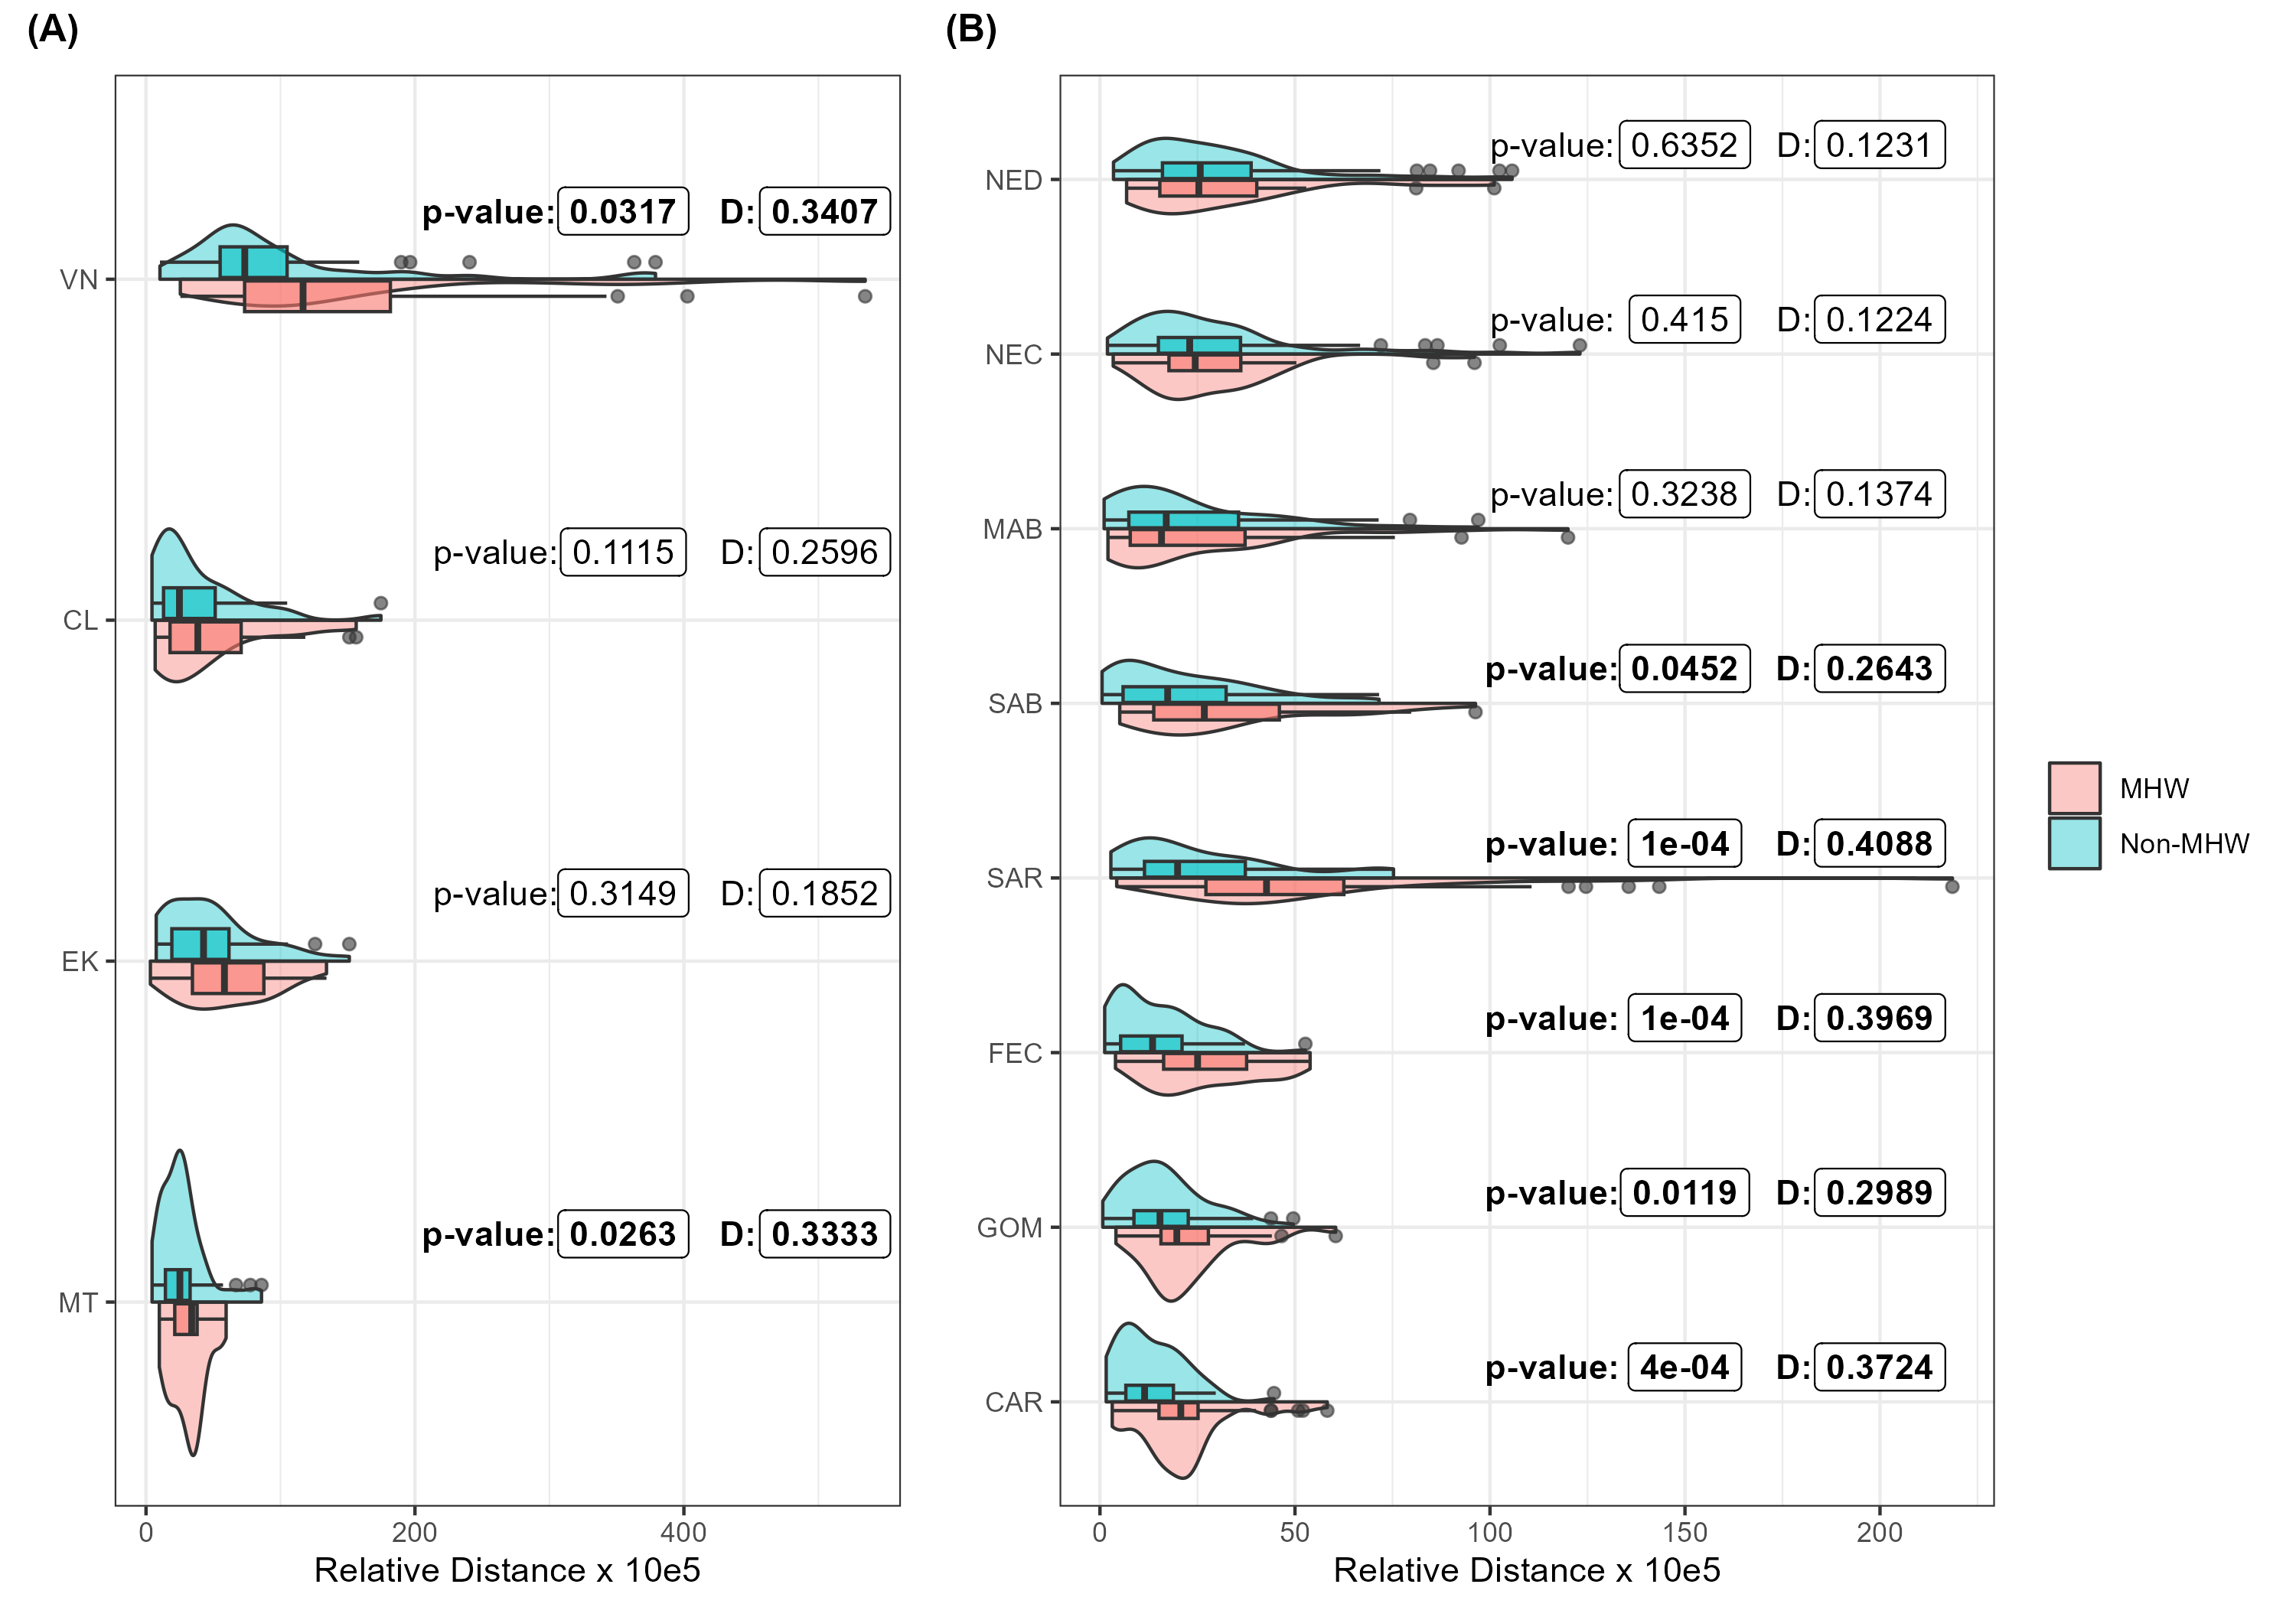 (A)
VN
p-value: 0.0317 D: 0.3407
CL
p-value: 0.1115 D: 0.2596
EK
p-value: 0.3149 D: 0.1852
MT
p-value: 0.0263 D: 0.3333
0 200 400
Relative Distance x 10e5
(B)
NED
p-value: 0.6352 D: 0.1231
NEC
p-value: 0.415 D: 0.1224
MAB
p-value: 0.3238 D: 0.1374
SAB
p-value: 0.0452 D: 0.2643
SAR
p-value: 1e-04 D: 0.4088
FEC
p-value: 1e-04 D: 0.3969
GOM
p-value: 0.0119 D: 0.2989
CAR
p-value: 4e-04 D: 0.3724
0 50 100 150 200
Relative Distance x 10e5
MHW
Non-MHW